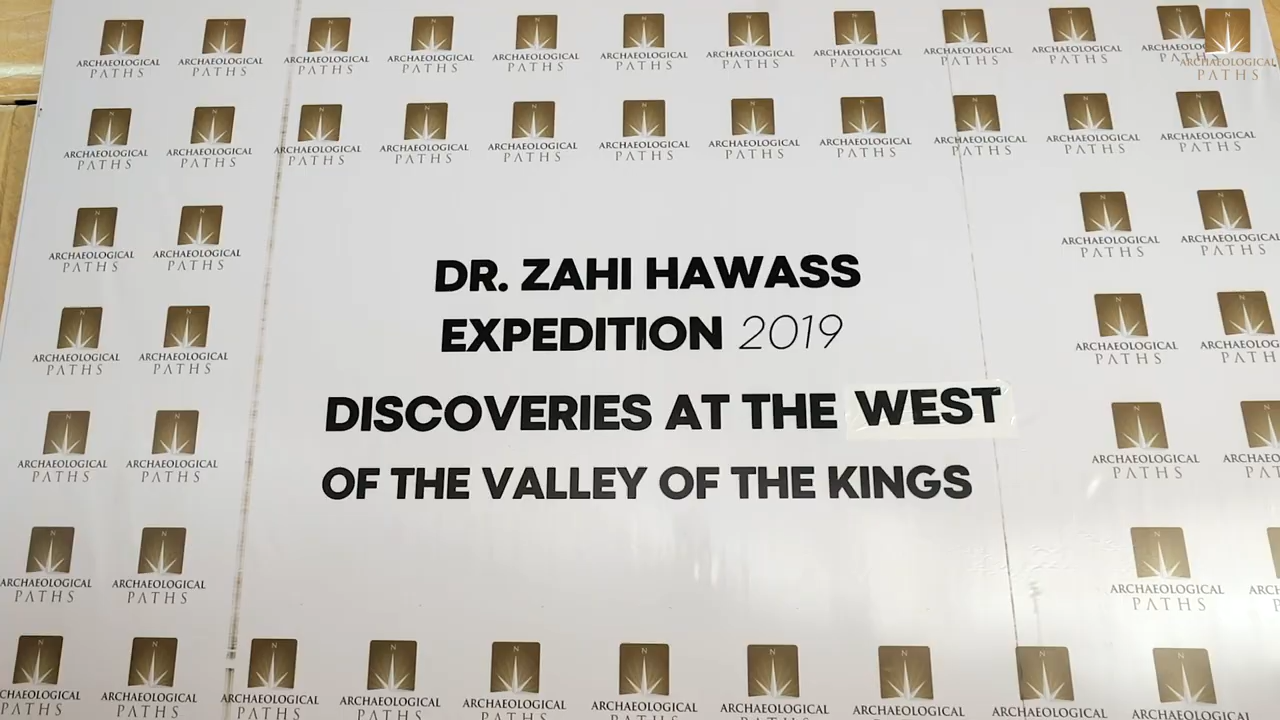 ARCHAEOLOGICAL PATHS
DR. ZAHI HAWASS
EXPEDITION 2019
DISCOVERIES AT THE WEST
OF THE VALLEY OF THE KINGS